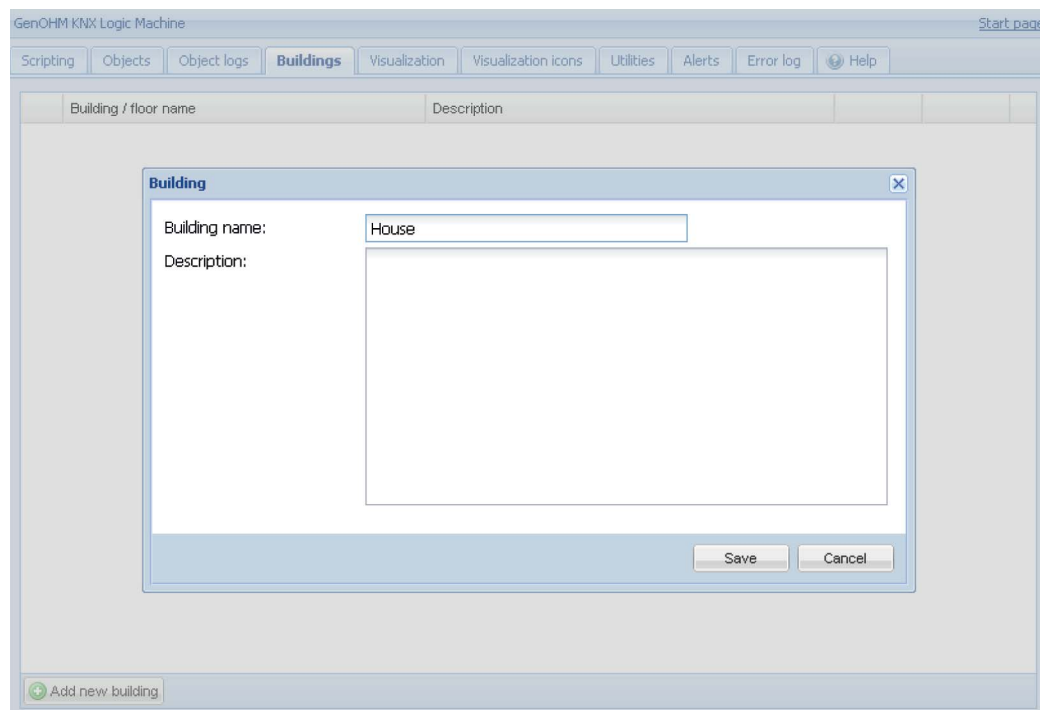 GenOHM KNX Logic Machine Start page
Scripting Objects Object logs Buildings Visualization Visualization icons Utilities Alerts Error log Help
Building / floor name Description
Building
Building name: House
Description:
Save Cancel
Add new building